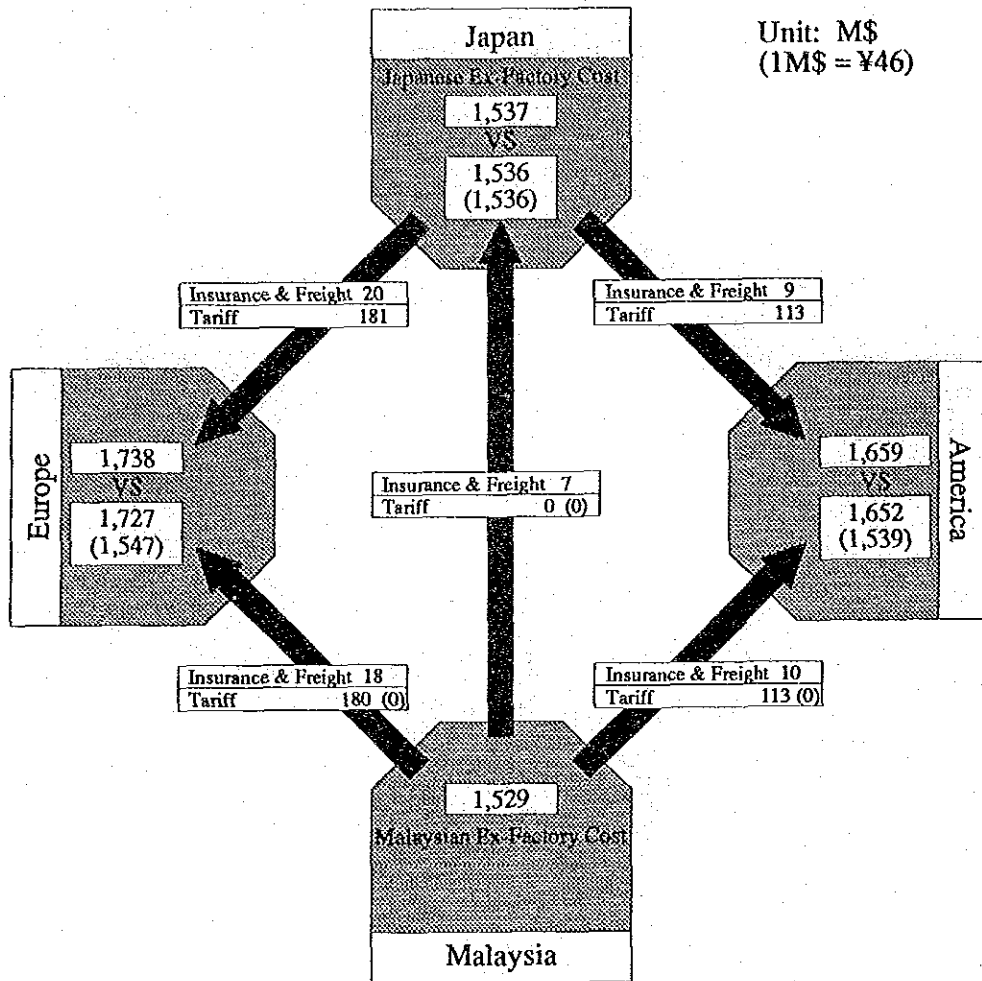 Japan
Unit: M$
(1M$ = ¥46)
Japanese Ex-Factory Cost
1,537
VS
1,536
(1,536)
Insurance & Freight 20
Tariff 181
Insurance & Freight 9
Tariff 113
Europe
1,738
VS
1,727
(1,547)
Insurance & Freight 7
Tariff 0 (0)
1,659
VS
1,652
(1,539)
America
Insurance & Freight 18
Tariff 180 (0)
Insurance & Freight 10
Tariff 113 (0)
1,529
Malaysian Ex-Factory Cost
Malaysia